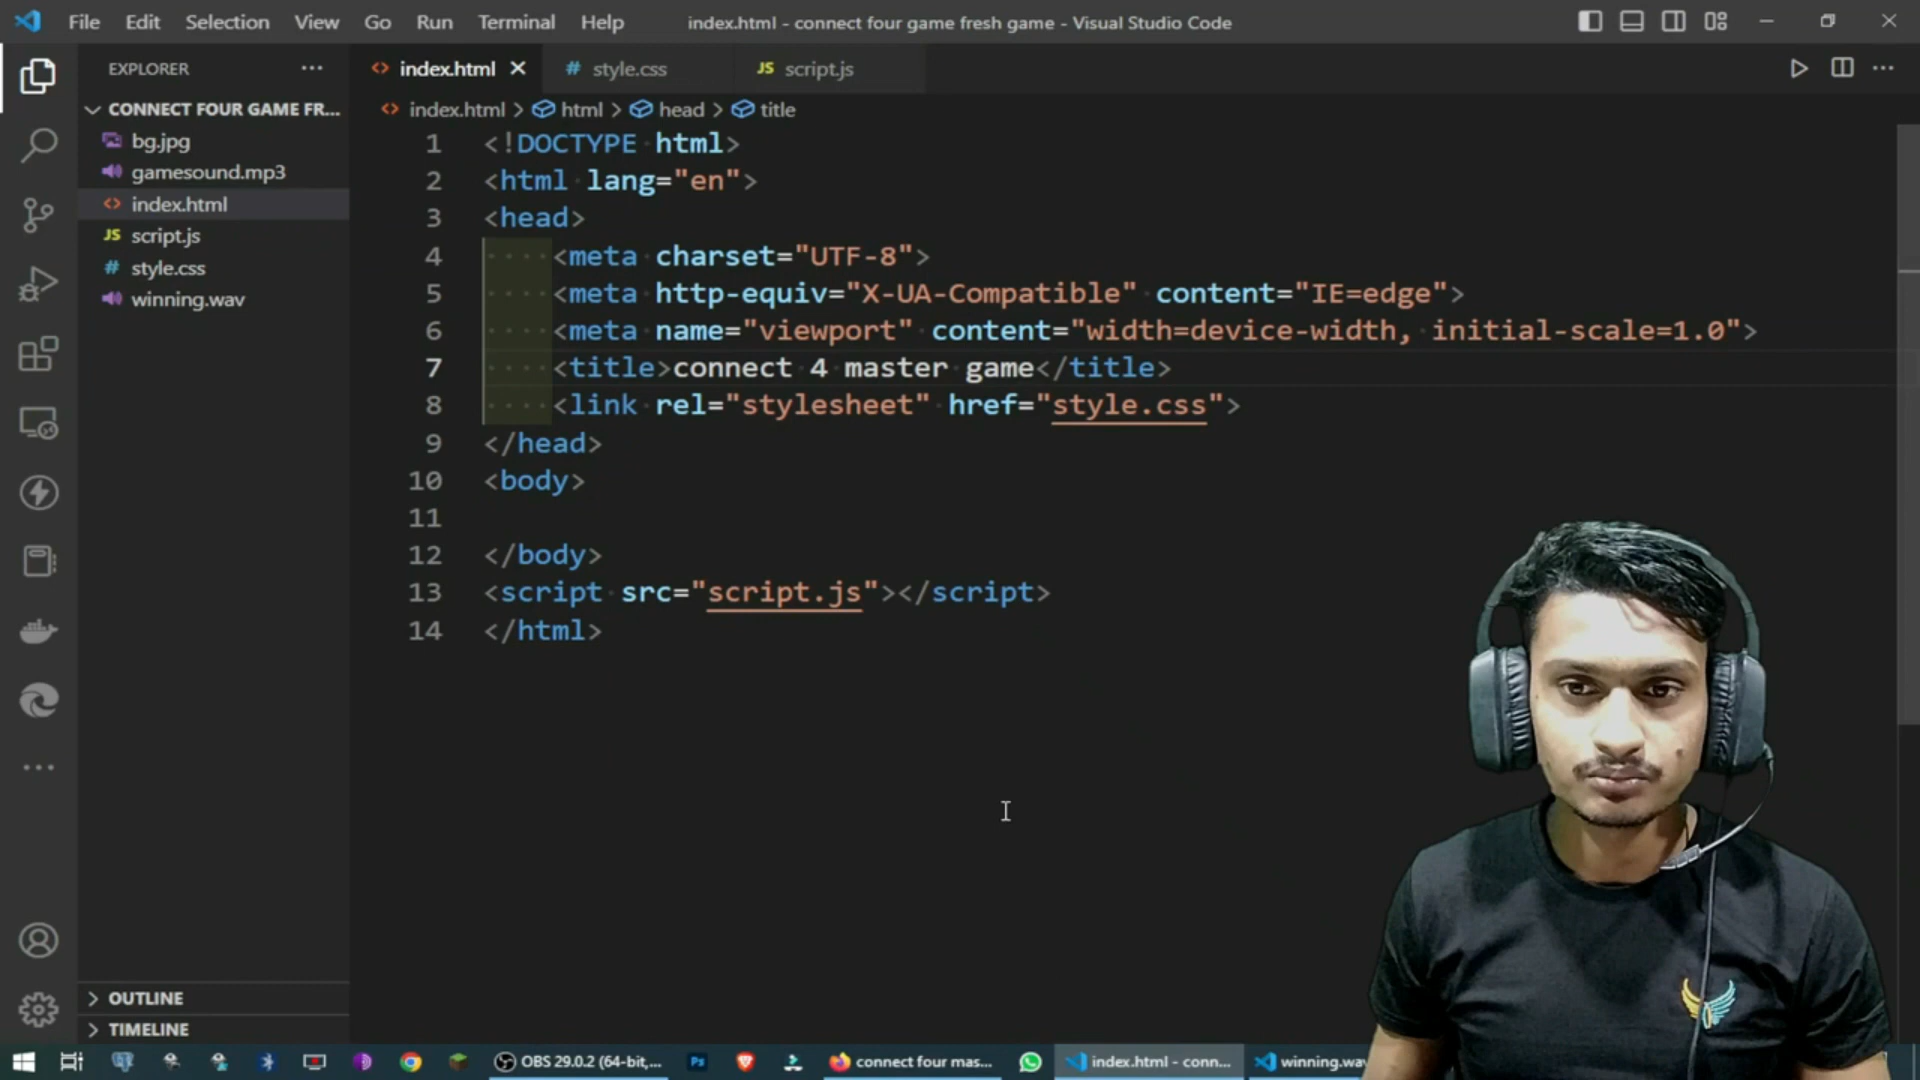 File Edit Selection View Go Run Terminal Help index.html - connect four game fresh game - Visual Studio Code
EXPLORER
index.html
# style.css
JS script.js
CONNECT FOUR GAME FR...
index.html > html > head > title
bg.jpg
gamesound.mp3
index.html
JS script.js
# style.css
winning.wav
1 <!DOCTYPE html>
2 <html lang="en">
3 <head>
4 <meta charset="UTF-8">
5 <meta http-equiv="X-UA-Compatible" content="IE=edge">
6 <meta name="viewport" content="width=device-width, initial-scale=1.0">
7 <title>connect 4 master game</title>
8 <link rel="stylesheet" href="style.css">
9 </head>
10 <body>
11
12 </body>
13 <script src="script.js"></script>
14 </html>
OUTLINE
TIMELINE
OBS 29.0.2 (64-bit,...
Ps
connect four mas...
index.html - conn...
winning.wav